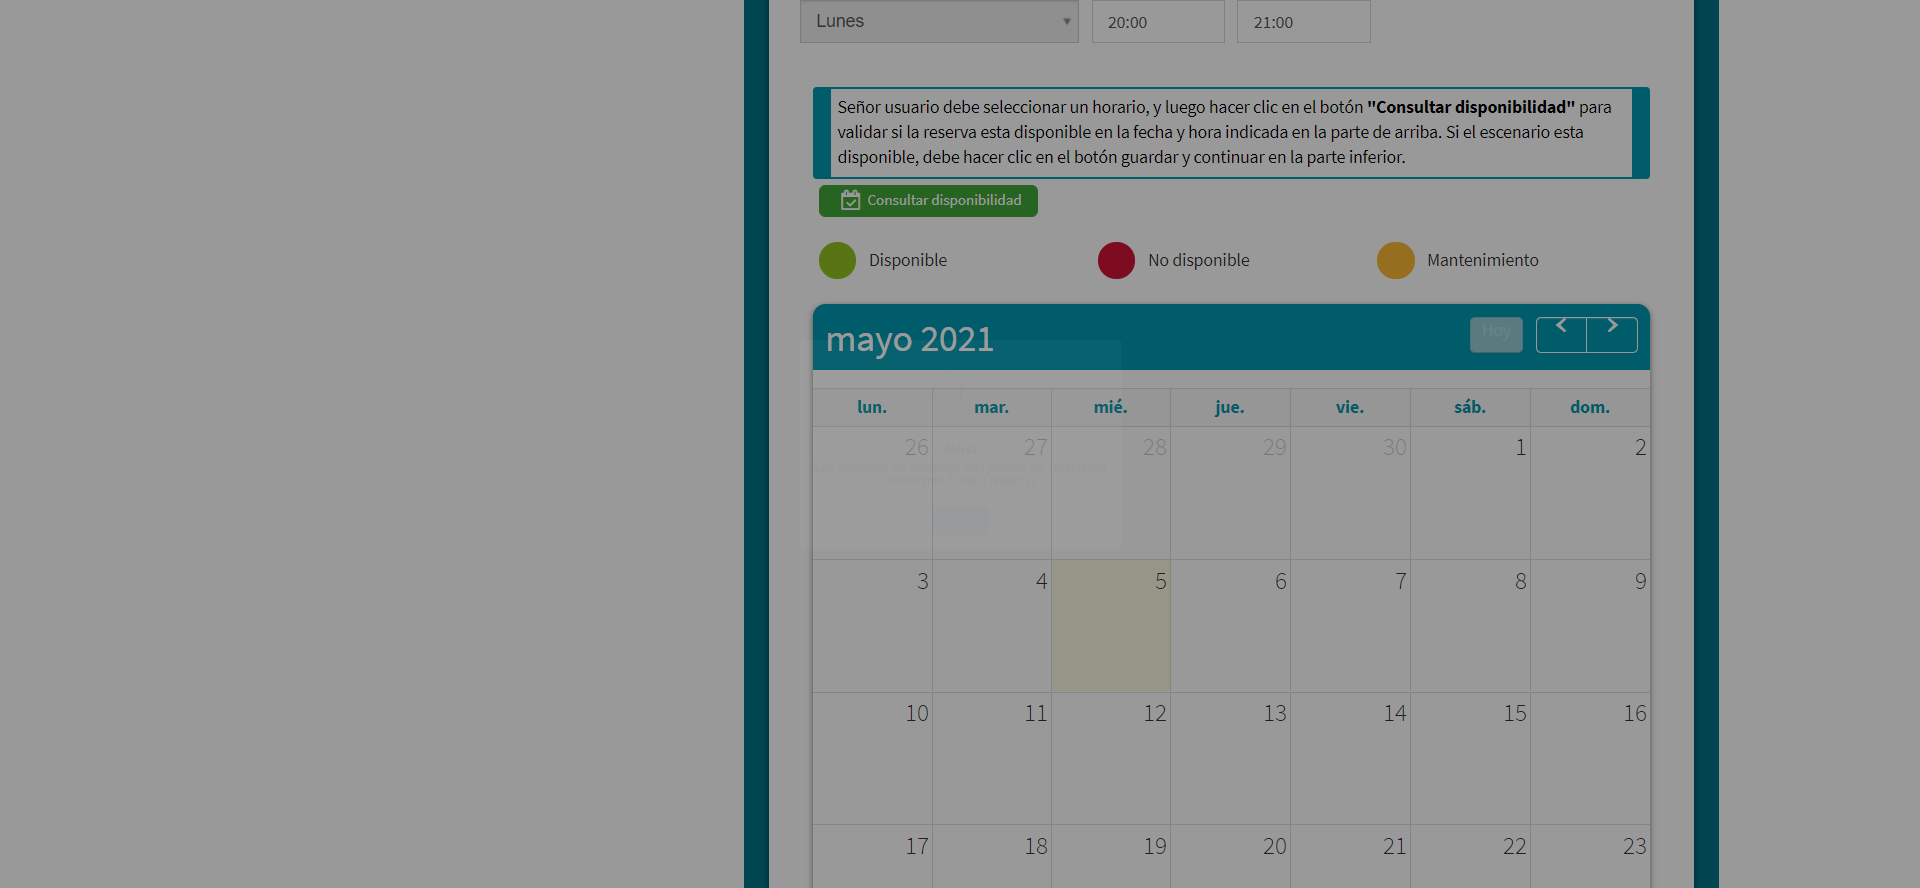 Lunes 20:00 21:00
Señor usuario debe seleccionar un horario, y luego hacer clic en el botón "Consultar disponibilidad" para
validar si la reserva esta disponible en la fecha y hora indicada en la parte de arriba. Si el escenario esta
disponible, debe hacer clic en el botón guardar y continuar en la parte inferior.
Consultar disponibilidad
Disponible No disponible Mantenimiento
mayo 2021 Hoy
lun. mar. mié. jue. vie. sáb. dom.
26 27 28 29 30 1 2
3 4 5 6 7 8 9
10 11 12 13 14 15 16
17 18 19 20 21 22 23